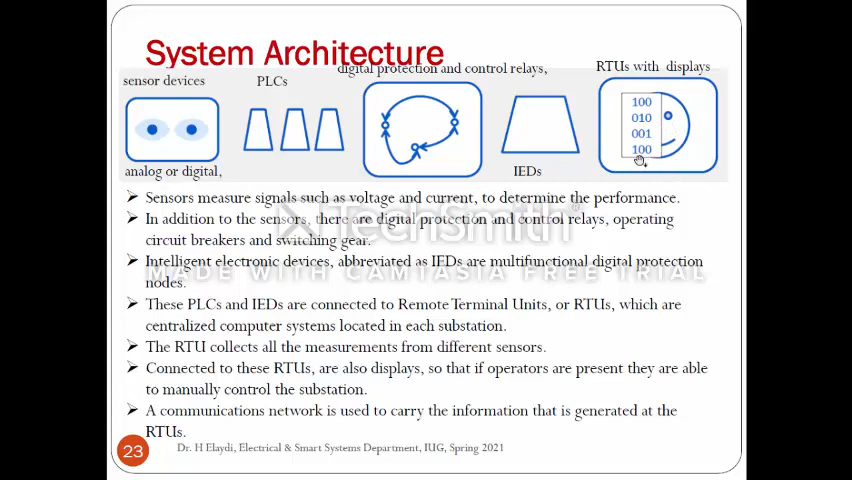 System Architecture
sensor devices
PLCs
digital protection and control relays,
RTUs with displays
100
010
001
100
analog or digital,
IEDs
➢ Sensors measure signals such as voltage and current, to determine the performance.
➢ In addition to the sensors, there are digital protection and control relays, operating
circuit breakers and switching gear.
➢ Intelligent electronic devices, abbreviated as IEDs are multifunctional digital protection
nodes.
➢ These PLCs and IEDs are connected to Remote Terminal Units, or RTUs, which are
centralized computer systems located in each substation.
➢ The RTU collects all the measurements from different sensors.
➢ Connected to these RTUs, are also displays, so that if operators are present they are able
to manually control the substation.
➢ A communications network is used to carry the information that is generated at the
RTUs.
TechSmith®
MADE WITH CAMTASIA FREE TRIAL
23
Dr. H Elaydi, Electrical & Smart Systems Department, IUG, Spring 2021